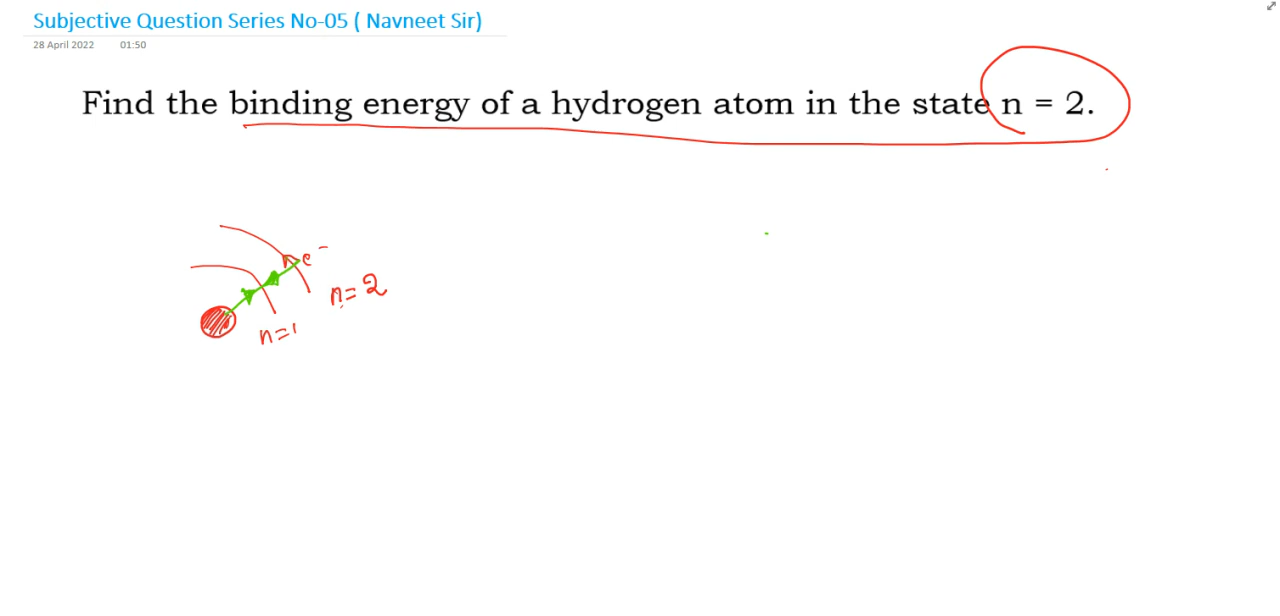 Subjective Question Series No-05 ( Navneet Sir)
28 April 2022 01:50
Find the binding energy of a hydrogen atom in the state n = 2.
e⁻
n=2
n=1